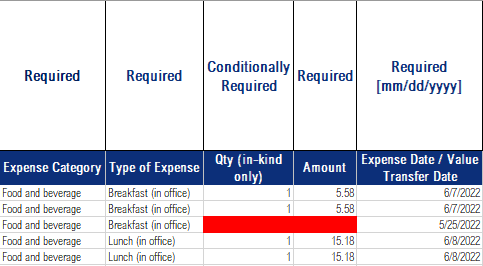 Required Required Conditionally Required Required Required [mm/dd/yyyy]
Expense Category Type of Expense Qty (in-kind only) Amount Expense Date / Value Transfer Date
Food and beverage Breakfast (in office) 1 5.58 6/7/2022
Food and beverage Breakfast (in office) 1 5.58 6/7/2022
Food and beverage Breakfast (in office) 5/25/2022
Food and beverage Lunch (in office) 1 15.18 6/8/2022
Food and beverage Lunch (in office) 1 15.18 6/8/2022